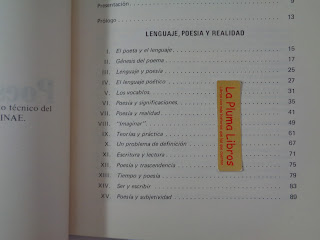 Presentación 9
Prólogo 13
LENGUAJE, POESIA Y REALIDAD
I. El poeta y el lenguaje 15
II. Génesis del poema 17
III. Lenguaje y poesía 25
IV. El lenguaje poético 27
V. Los vocablos 31
VI. Poesía y significaciones 35
VII. Poesía y realidad 41
VIII. "Imaginar" 49
IX. Teorías y práctica 61
X. Un problema de definición 67
XI. Escritura y lectura 71
XII. Poesía y trascendencia 75
XIII. Tiempo y poesía 79
XIV. Ser y escribir 83
XV. Poesía y subjetividad 89
La Pluma Libros
o técnico del
INAE.